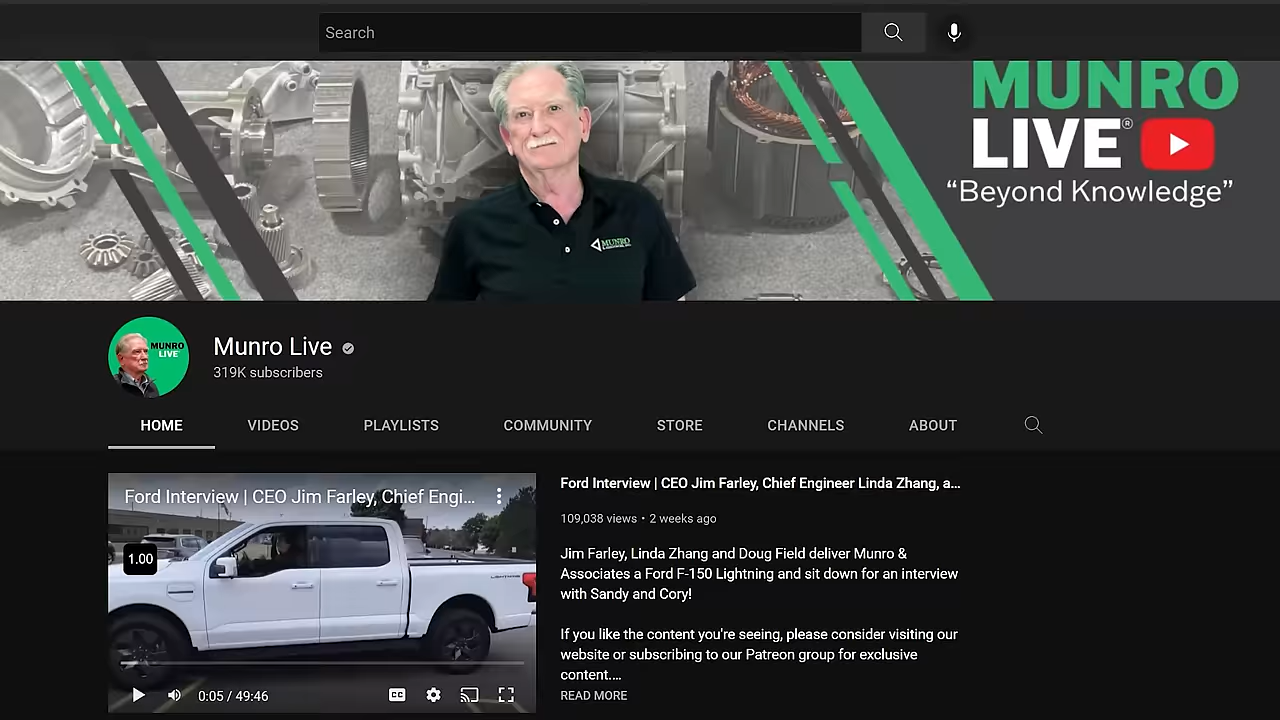 Search
MUNRO
LIVE®
“Beyond Knowledge”
MUNRO
MUNRO
LIVE
Munro Live
319K subscribers
HOME
VIDEOS
PLAYLISTS
COMMUNITY
STORE
CHANNELS
ABOUT
Ford Interview | CEO Jim Farley, Chief Engi...
1.00
0:05 / 49:46
CC
Ford Interview | CEO Jim Farley, Chief Engineer Linda Zhang, a...
109,038 views • 2 weeks ago
Jim Farley, Linda Zhang and Doug Field deliver Munro &
Associates a Ford F-150 Lightning and sit down for an interview
with Sandy and Cory!
If you like the content you're seeing, please consider visiting our
website or subscribing to our Patreon group for exclusive
content....
READ MORE